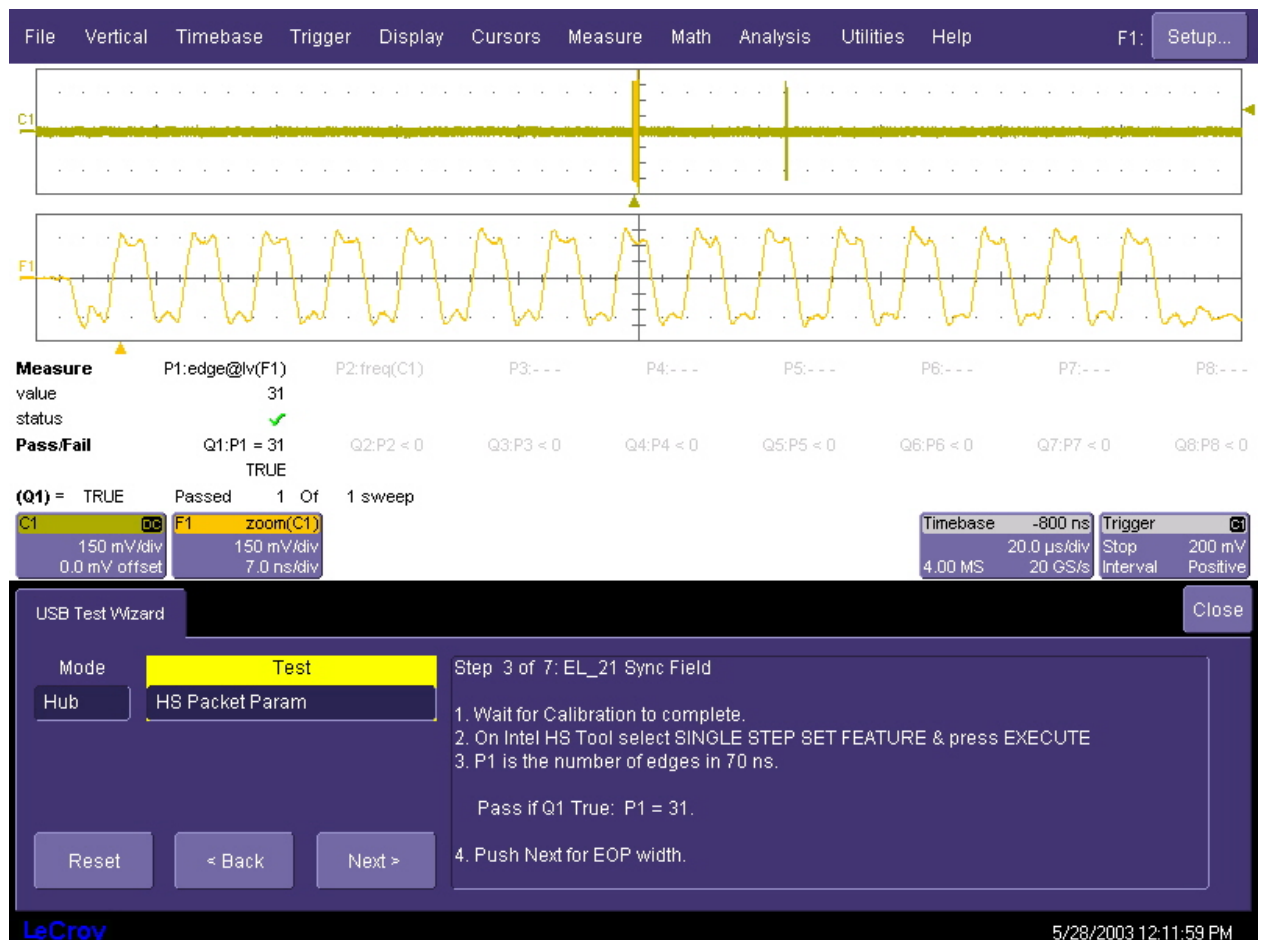 File Vertical Timebase Trigger Display Cursors Measure Math Analysis Utilities Help F1: Setup...
C1
F1
Measure P1:edge@lv(F1) P2:freq(C1) P3:- - - P4:- - - P5:- - - P6:- - - P7:- - - P8:- - -
value 31
status
Pass/Fail Q1:P1 = 31 Q2:P2 < 0 Q3:P3 < 0 Q4:P4 < 0 Q5:P5 < 0 Q6:P6 < 0 Q7:P7 < 0 Q8:P8 < 0
TRUE
(Q1) = TRUE Passed 1 Of 1 sweep
C1 DC F1 zoom(C1) Timebase -800 ns Trigger C1
150 mV/div 150 mV/div 20.0 µs/div Stop 200 mV
0.0 mV offset 7.0 ns/div 4.00 MS 20 GS/s Interval Positive
USB Test Wizard Close
Mode Test Step 3 of 7: EL_21 Sync Field
Hub HS Packet Param
1. Wait for Calibration to complete.
2. On Intel HS Tool select SINGLE STEP SET FEATURE & press EXECUTE
3. P1 is the number of edges in 70 ns.
Pass if Q1 True: P1 = 31.
Reset < Back Next > 4. Push Next for EOP width.
LeCroy 5/28/2003 12:11:59 PM